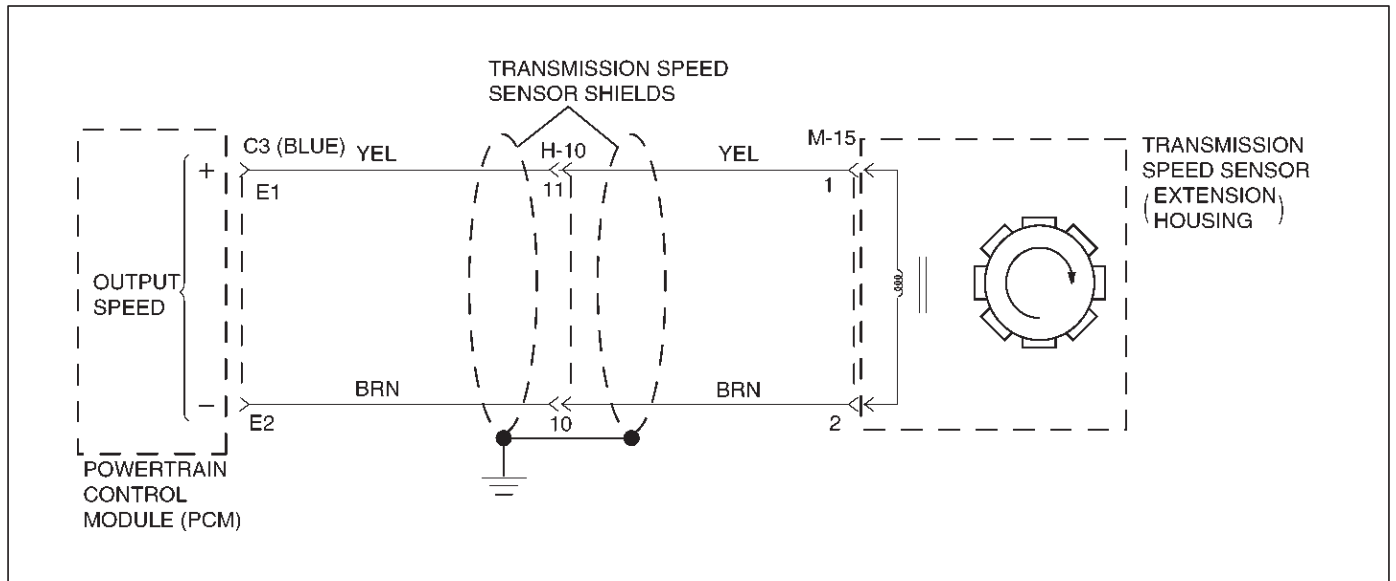 TRANSMISSION SPEED
SENSOR SHIELDS
C3 (BLUE)
YEL
H-10
YEL
M-15
TRANSMISSION
SPEED SENSOR
(EXTENSION
HOUSING)
+
E1
11
1
OUTPUT
SPEED
BRN
BRN
−
E2
10
2
POWERTRAIN
CONTROL
MODULE (PCM)